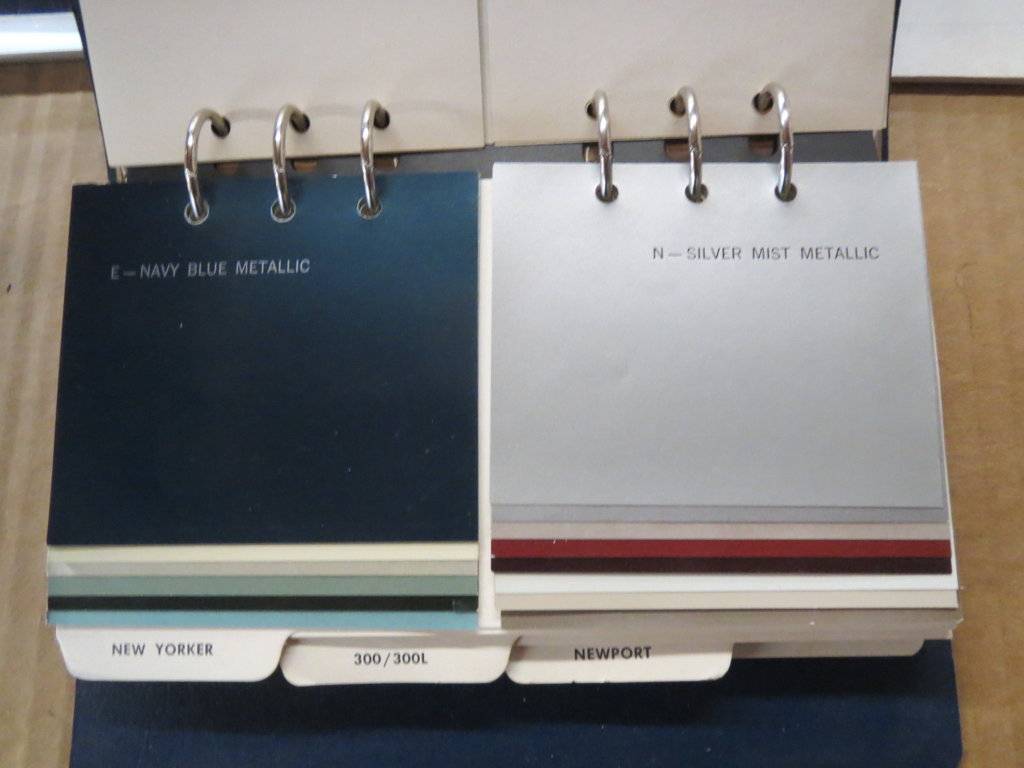 E — NAVY BLUE METALLIC
N — SILVER MIST METALLIC
NEW YORKER
300/300L
NEWPORT